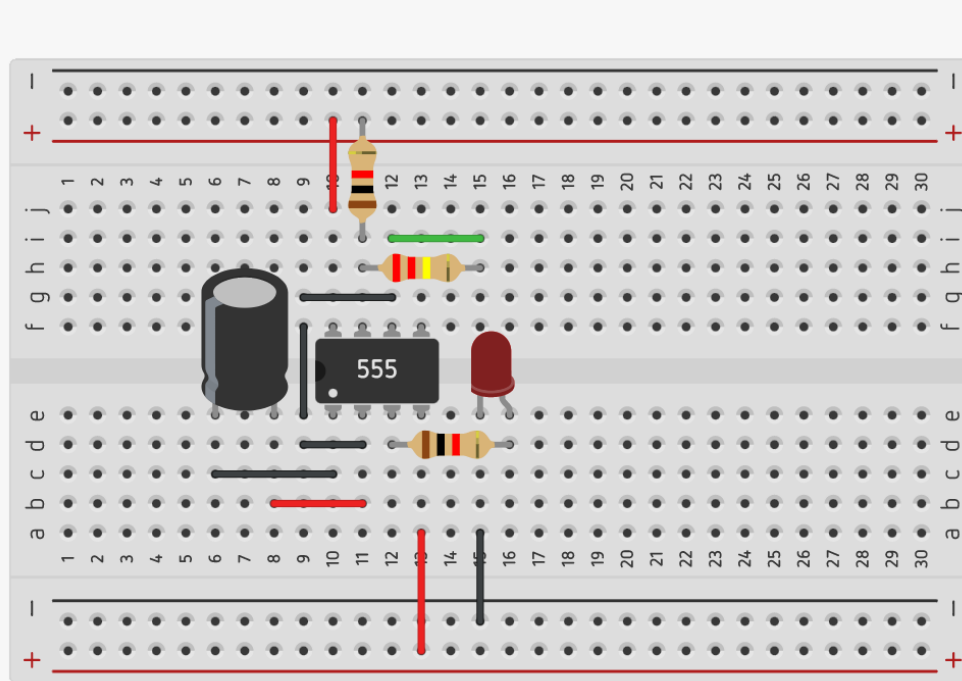 − −
+ +
1 2 3 4 5 6 7 8 9 10 11 12 13 14 15 16 17 18 19 20 21 22 23 24 25 26 27 28 29 30
j j
i i
h h
g g
f f
555
e e
d d
c c
b b
a a
1 2 3 4 5 6 7 8 9 10 11 12 13 14 15 16 17 18 19 20 21 22 23 24 25 26 27 28 29 30
− −
+ +